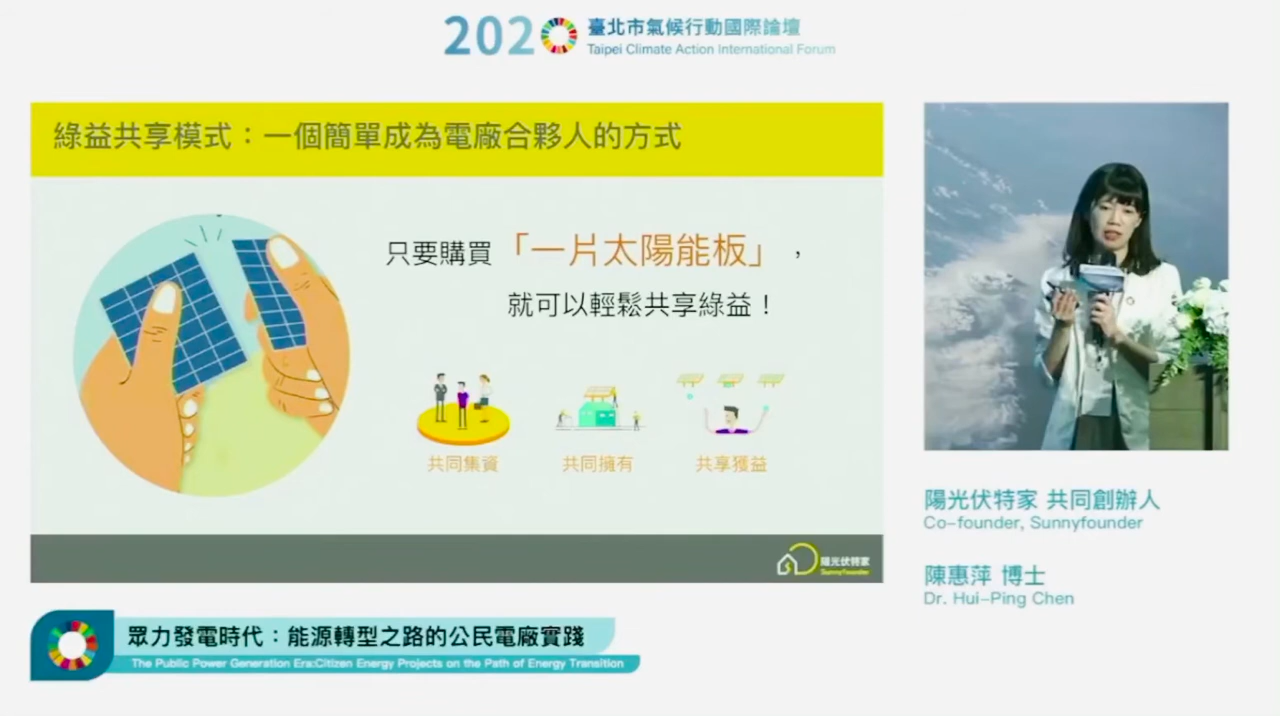 2020 臺北市氣候行動國際論壇
Taipei Climate Action International Forum
綠益共享模式：一個簡單成為電廠合夥人的方式
只要購買「一片太陽能板」，
就可以輕鬆共享綠益！
共同集資 共同擁有 共享獲益
陽光伏特家
Sunnyfounder
陽光伏特家 共同創辦人
Co-founder, Sunnyfounder
陳惠萍 博士
Dr. Hui-Ping Chen
眾力發電時代：能源轉型之路的公民電廠實踐
The Public Power Generation Era:Citizen Energy Projects on the Path of Energy Transition